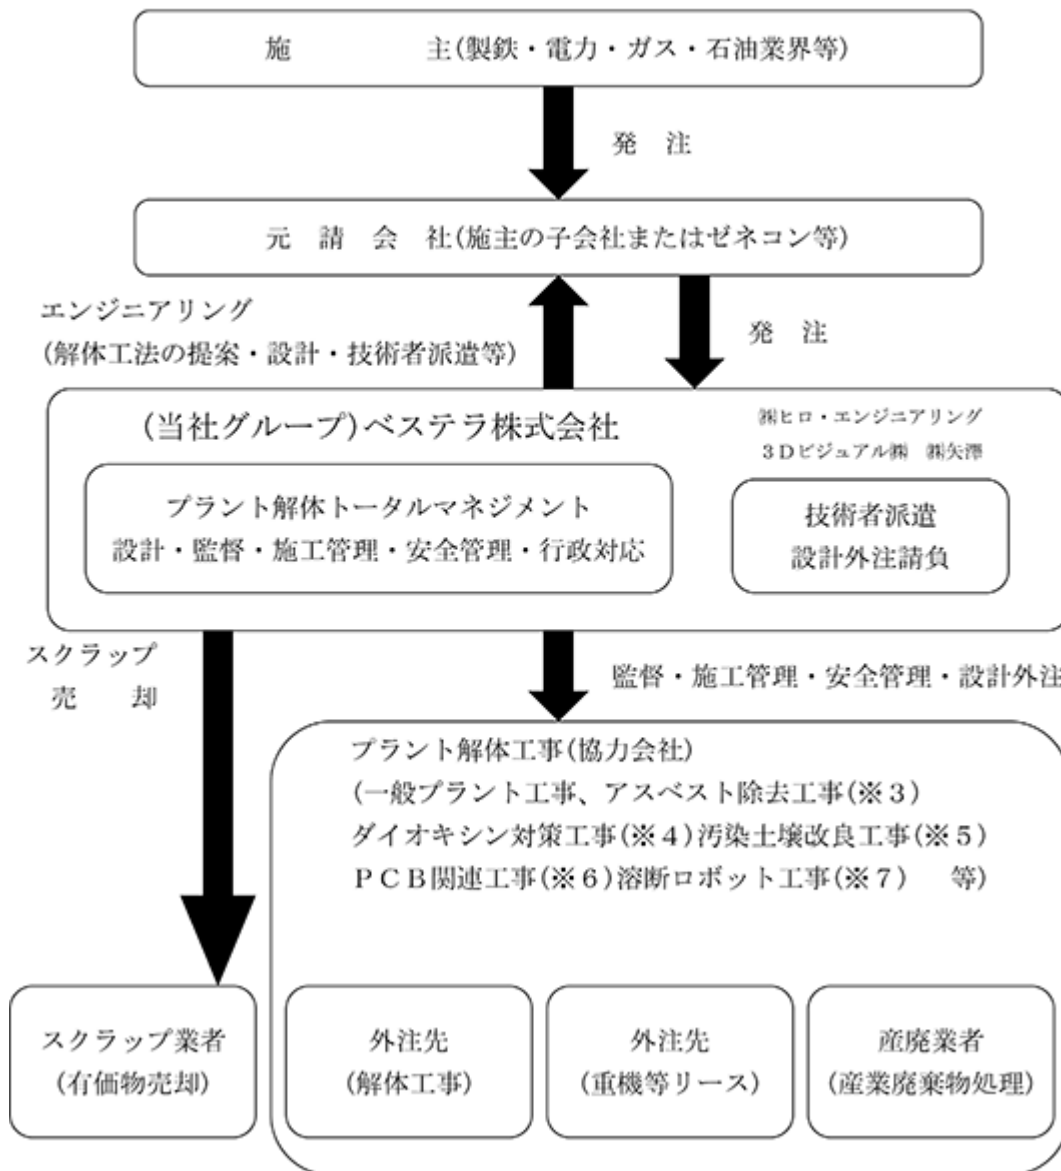 施　　　　　主(製鉄・電力・ガス・石油業界等)
発　注
元　請　会　社(施主の子会社またはゼネコン等)
エンジニアリング
(解体工法の提案・設計・技術者派遣等)
発　注
(当社グループ)ベステラ株式会社
㈱ヒロ・エンジニアリング
３Ｄビジュアル㈱　㈱矢澤
プラント解体トータルマネジメント
設計・監督・施工管理・安全管理・行政対応
技術者派遣
設計外注請負
スクラップ
売　　却
監督・施工管理・安全管理・設計外注
プラント解体工事(協力会社)
(一般プラント工事、アスベスト除去工事(※３)
ダイオキシン対策工事(※４)汚染土壌改良工事(※５)
ＰＣＢ関連工事(※６)溶断ロボット工事(※７)　等)
スクラップ業者
(有価物売却)
外注先
(解体工事)
外注先
(重機等リース)
産廃業者
(産業廃棄物処理)